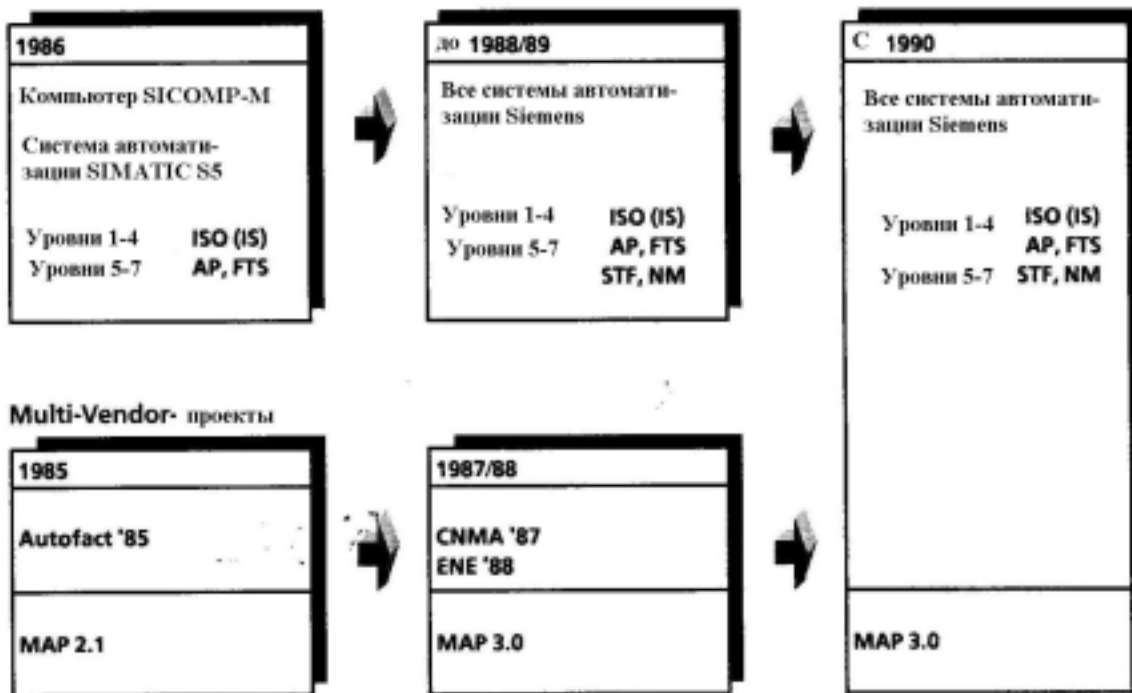 1986
Компьютер SICOMP-M
Система автомати-
зации SIMATIC S5
Уровни 1-4 ISO (IS)
Уровни 5-7 AP, FTS
до 1988/89
Все системы автомати-
зации Siemens
Уровни 1-4 ISO (IS)
Уровни 5-7 AP, FTS
STF, NM
С 1990
Все системы автомати-
зации Siemens
Уровни 1-4 ISO (IS)
AP, FTS
Уровни 5-7 STF, NM
Multi-Vendor- проекты
1985
Autofact '85
MAP 2.1
1987/88
CNMA '87
ENE '88
MAP 3.0
MAP 3.0